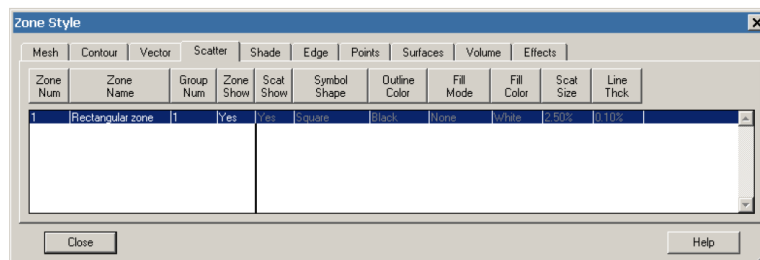 Zone Style
Mesh Contour Vector Scatter Shade Edge Points Surfaces Volume Effects
Zone Num Zone Name Group Num Zone Show Scat Show Symbol Shape Outline Color Fill Mode Fill Color Scat Size Line Thck
1 Rectangular zone 1 Yes Yes Square Black None White 2.50% 0.10%
Close Help